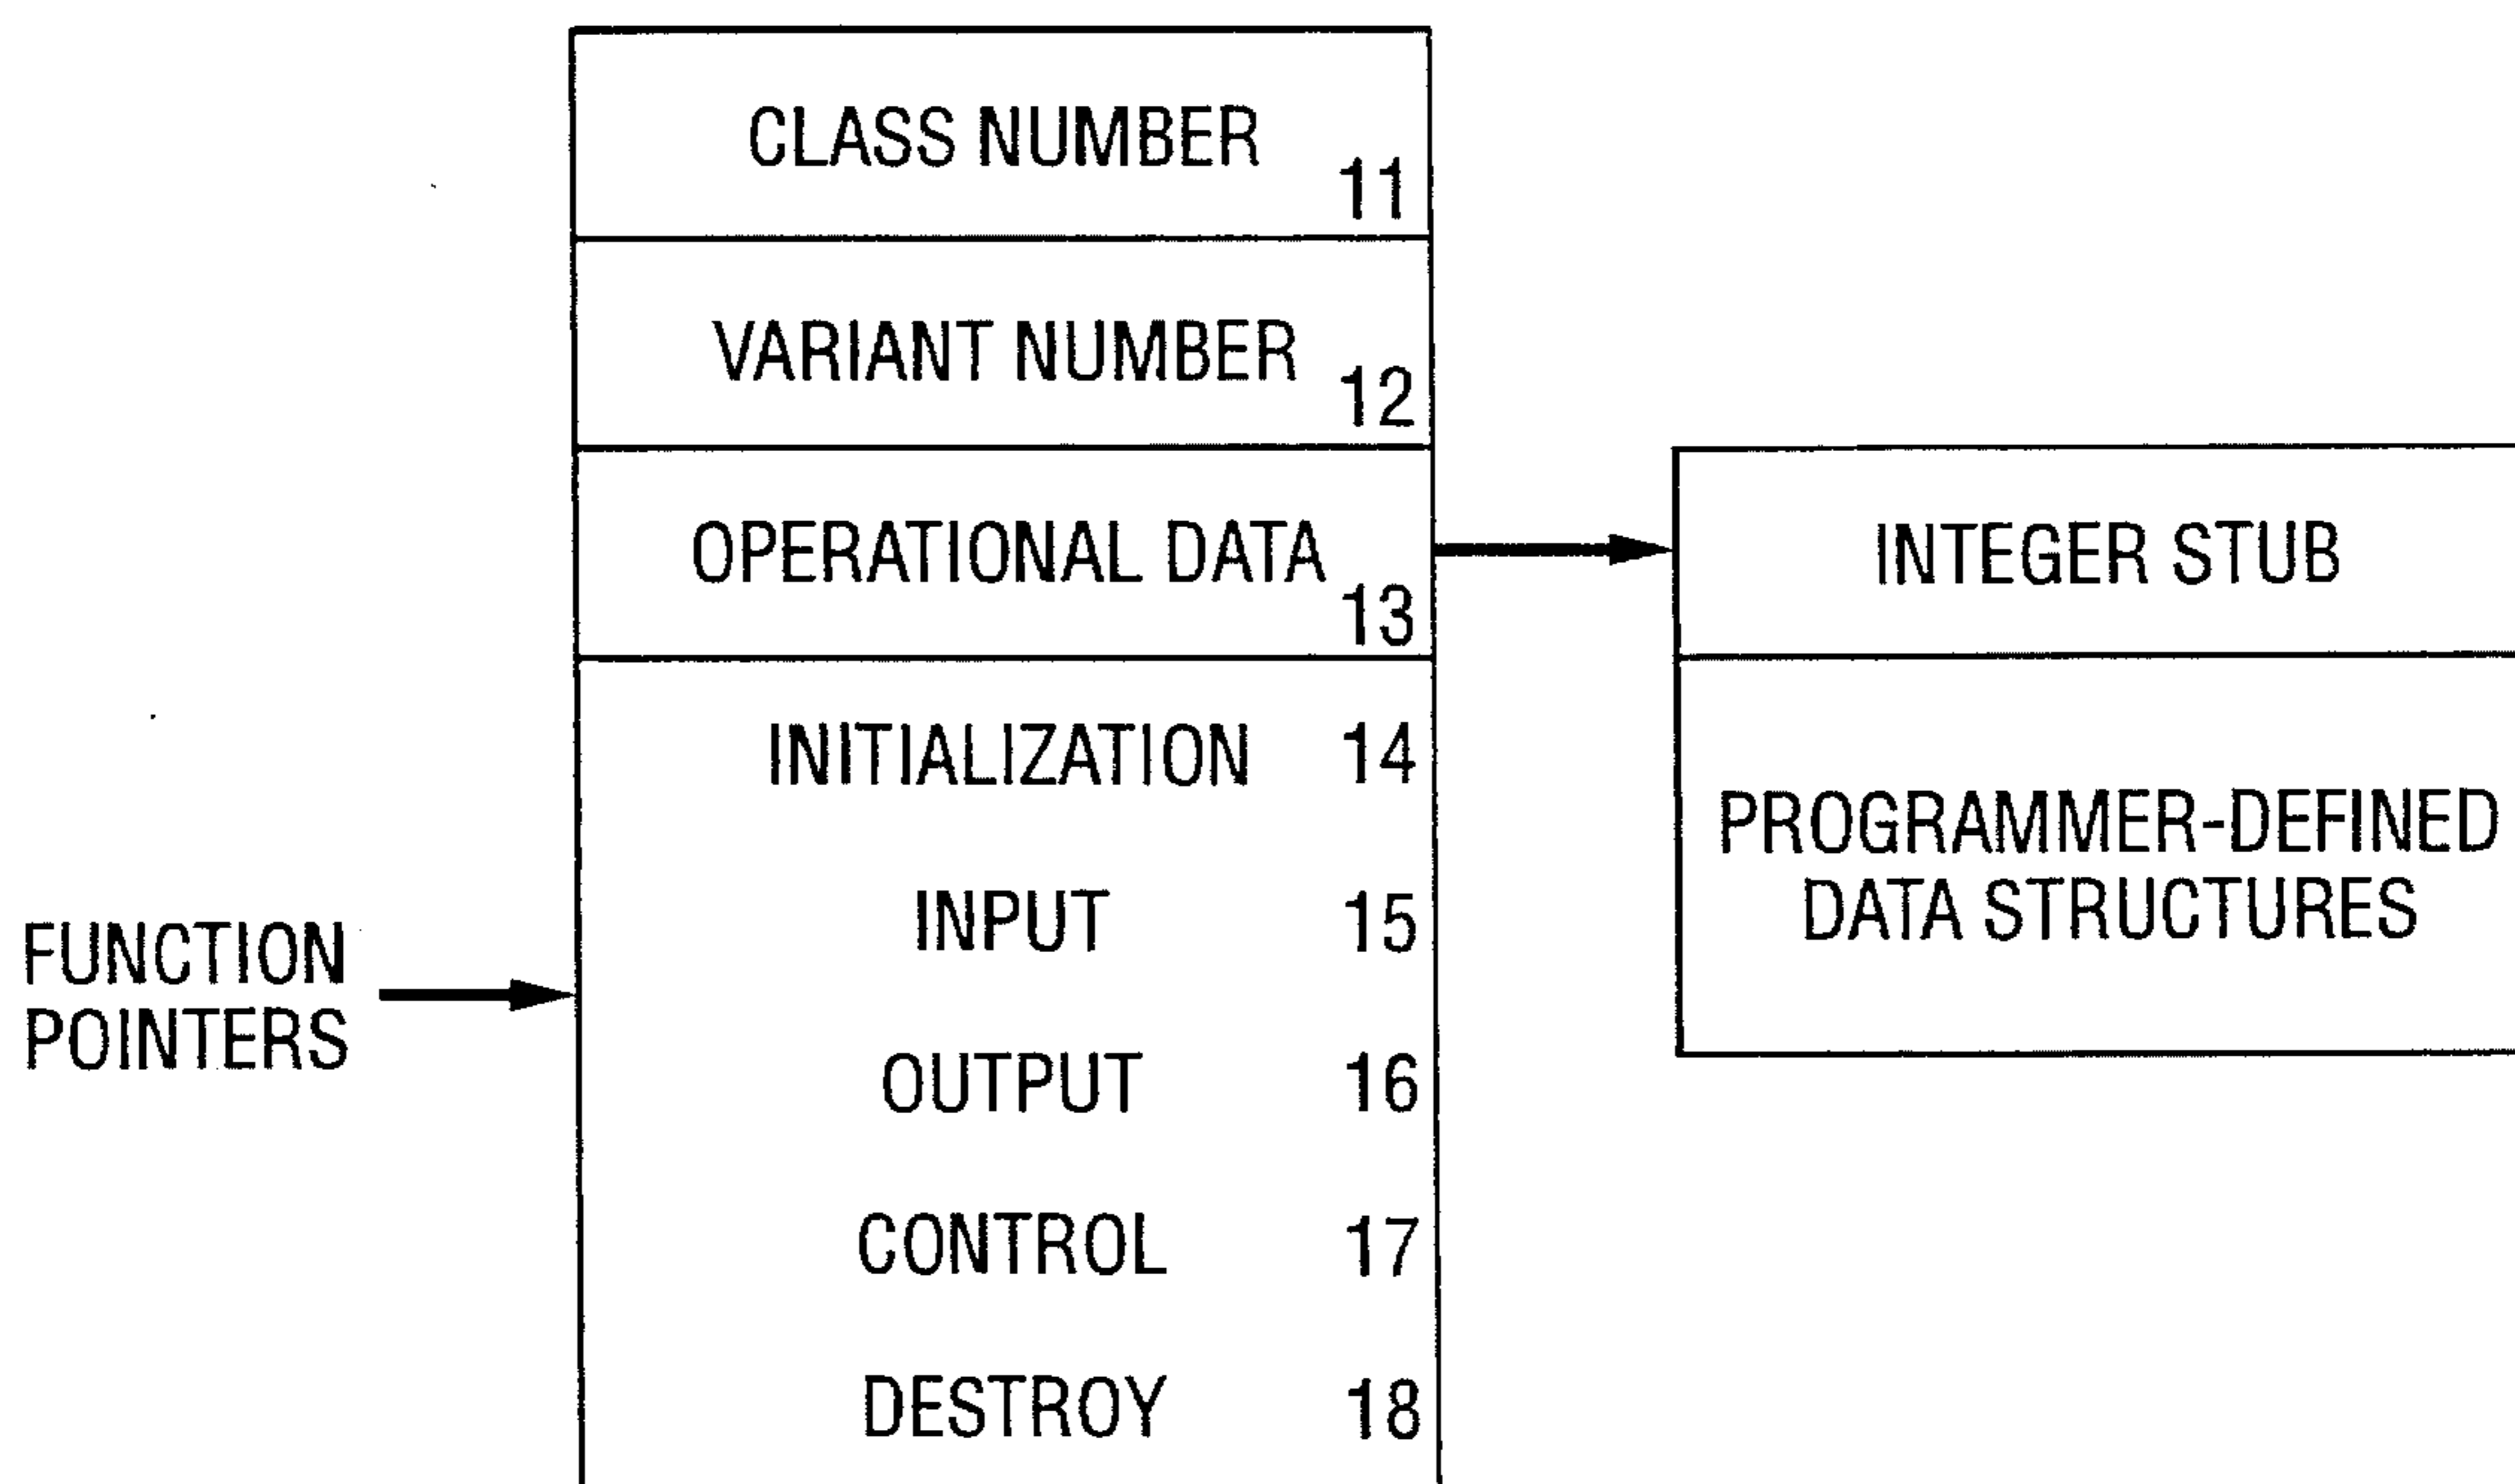 CLASS NUMBER
11
VARIANT NUMBER
12
OPERATIONAL DATA
13
INITIALIZATION 14
INPUT 15
OUTPUT 16
CONTROL 17
DESTROY 18
FUNCTION
POINTERS
INTEGER STUB
PROGRAMMER-DEFINED
DATA STRUCTURES